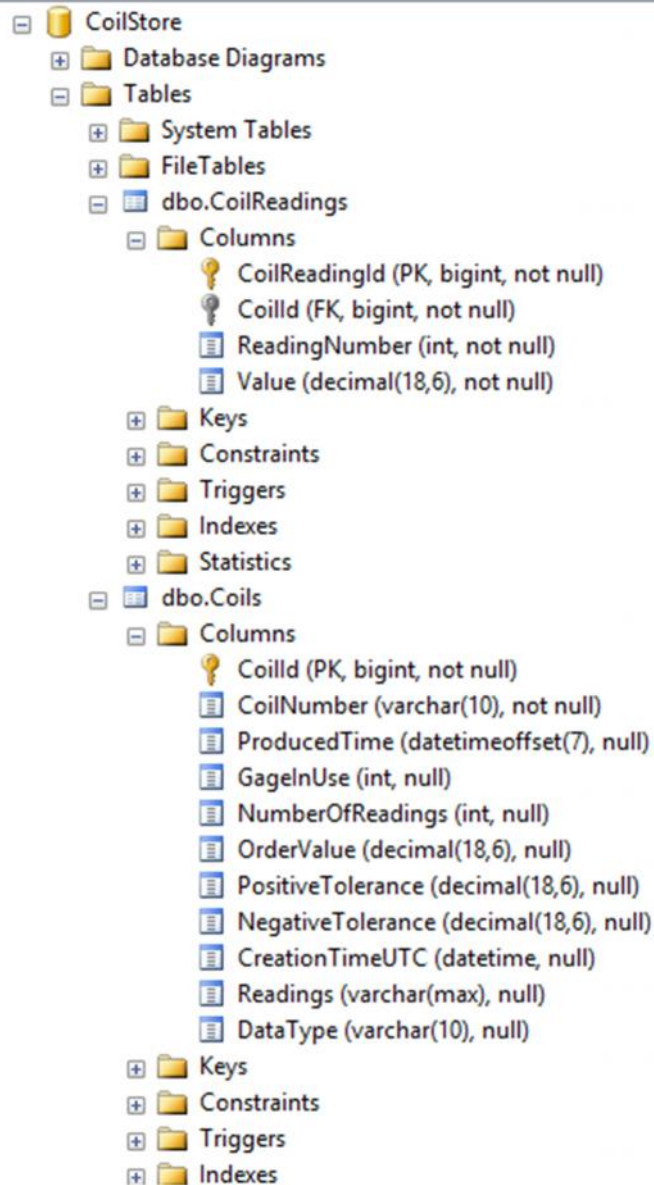 CoilStore
Database Diagrams
Tables
System Tables
FileTables
dbo.CoilReadings
Columns
CoilReadingId (PK, bigint, not null)
CoilId (FK, bigint, not null)
ReadingNumber (int, not null)
Value (decimal(18,6), not null)
Keys
Constraints
Triggers
Indexes
Statistics
dbo.Coils
Columns
CoilId (PK, bigint, not null)
CoilNumber (varchar(10), not null)
ProducedTime (datetimeoffset(7), null)
GageInUse (int, null)
NumberOfReadings (int, null)
OrderValue (decimal(18,6), null)
PositiveTolerance (decimal(18,6), null)
NegativeTolerance (decimal(18,6), null)
CreationTimeUTC (datetime, null)
Readings (varchar(max), null)
DataType (varchar(10), null)
Keys
Constraints
Triggers
Indexes